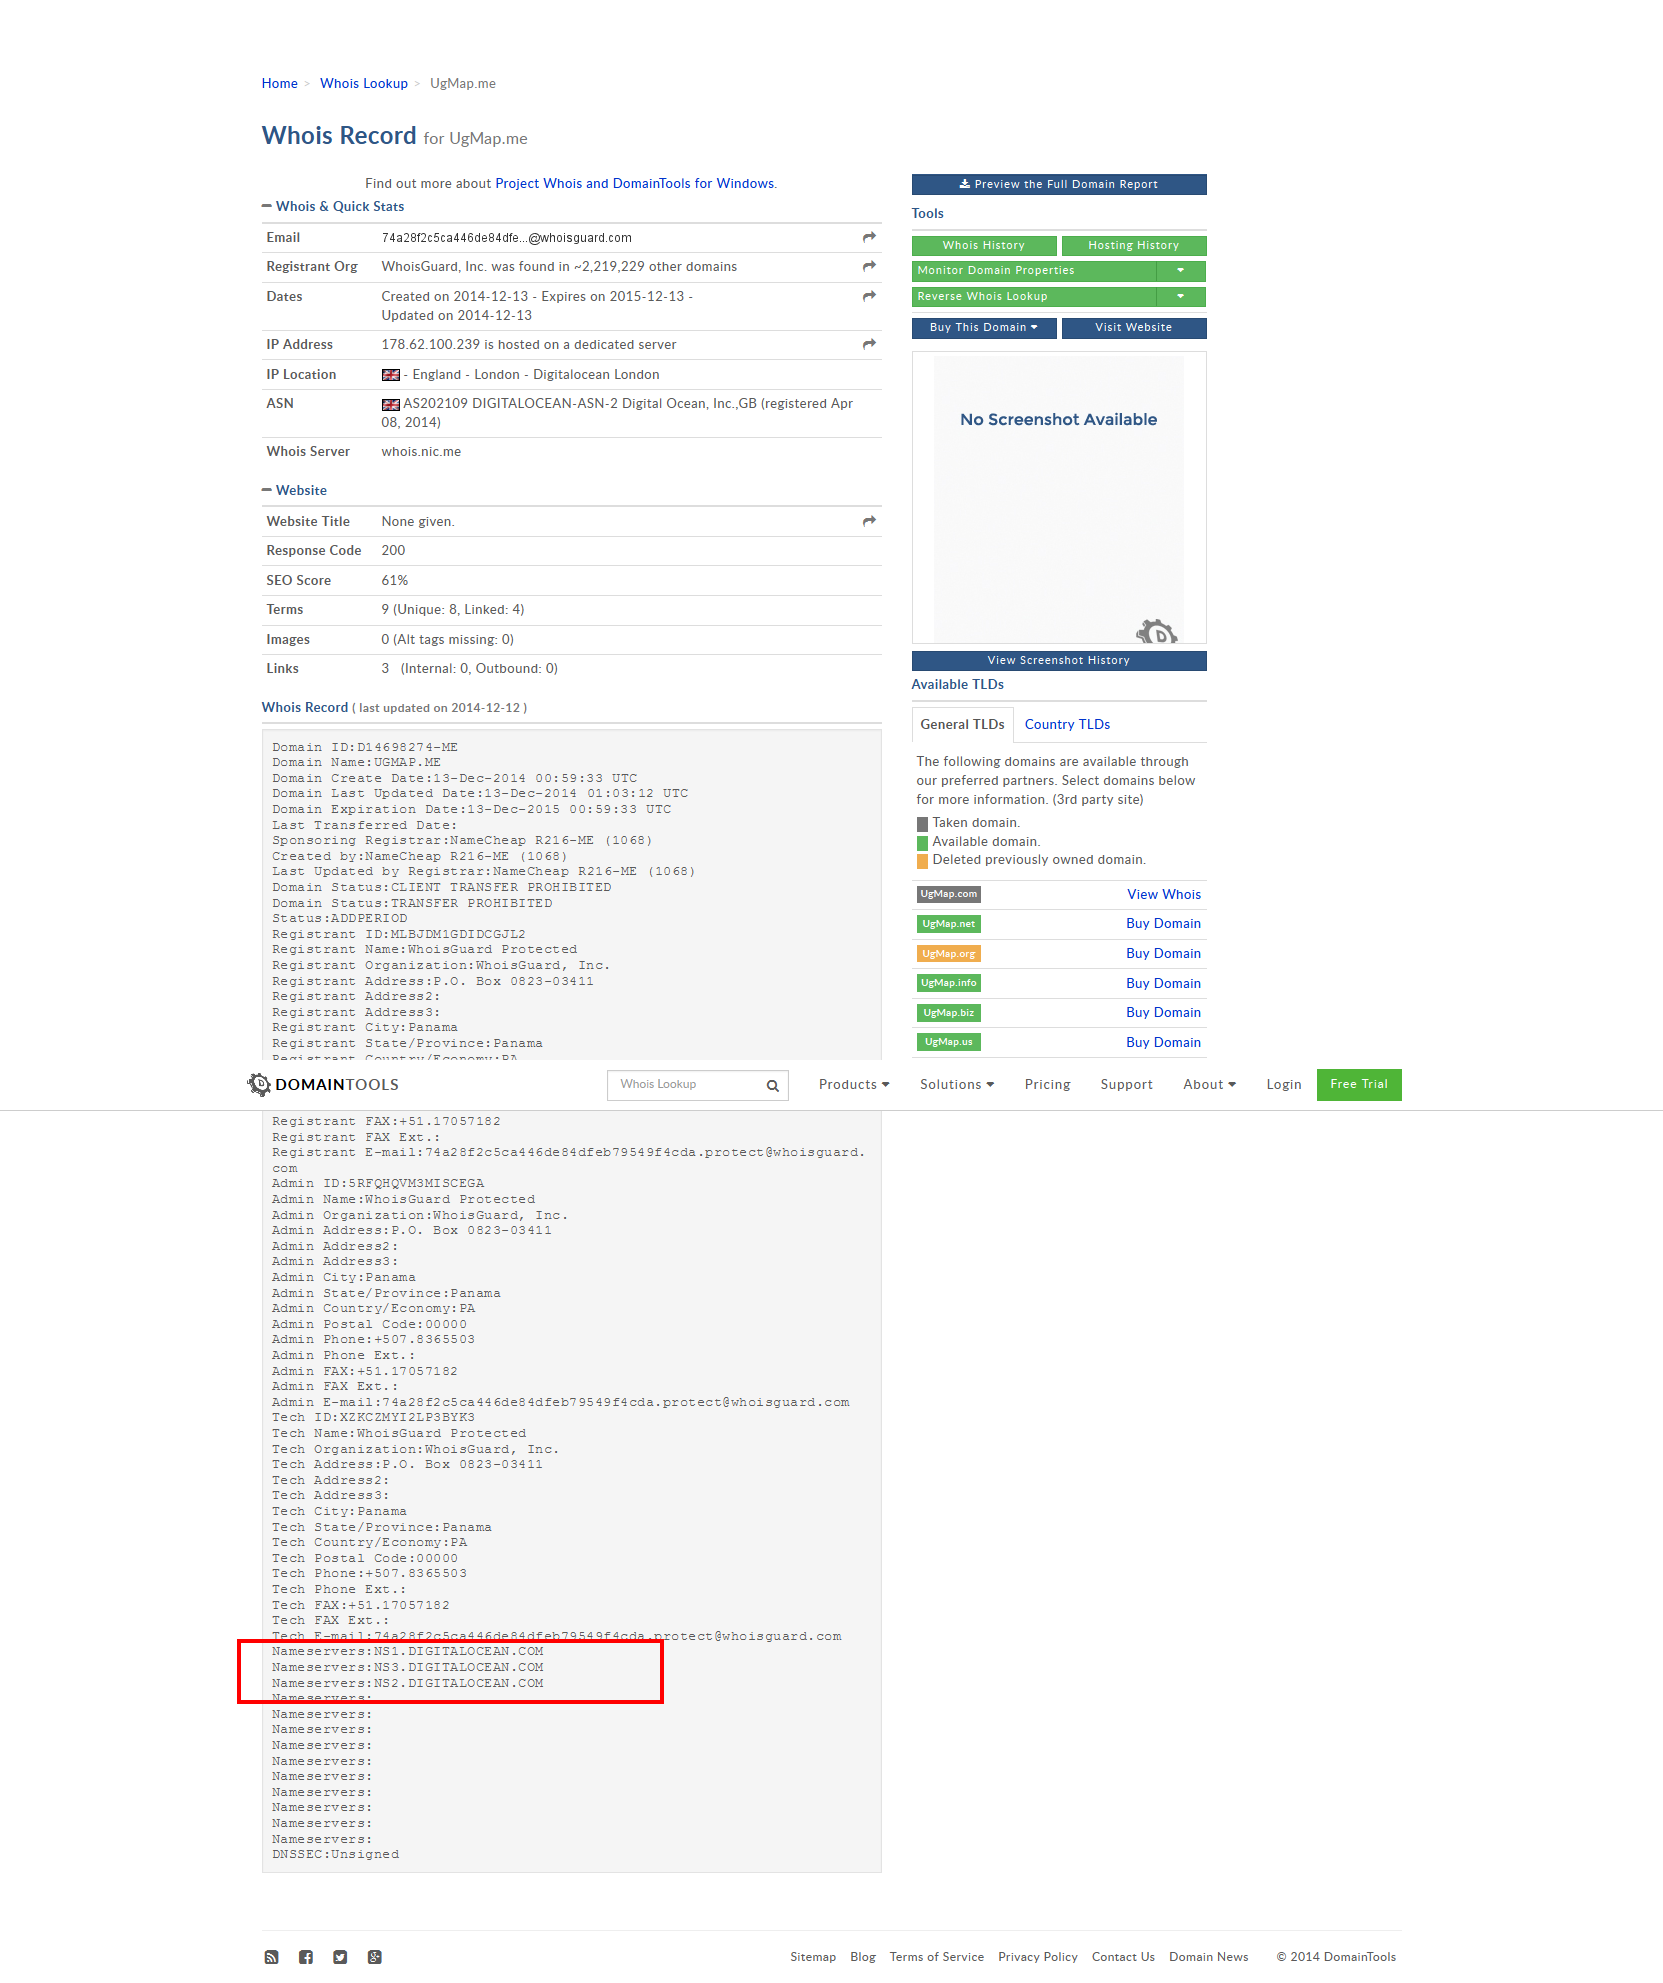 Home > Whois Lookup > UgMap.me
Whois Record for UgMap.me
Find out more about Project Whois and DomainTools for Windows.
Whois & Quick Stats
Email 74a28f2c5ca446de84dfe...@whoisguard.com
Registrant Org WhoisGuard, Inc. was found in ~2,219,229 other domains
Dates Created on 2014-12-13 - Expires on 2015-12-13 -
Updated on 2014-12-13
IP Address 178.62.100.239 is hosted on a dedicated server
IP Location - England - London - Digitalocean London
ASN AS202109 DIGITALOCEAN-ASN-2 Digital Ocean, Inc.,GB (registered Apr
08, 2014)
Whois Server whois.nic.me
Website
Website Title None given.
Response Code 200
SEO Score 61%
Terms 9 (Unique: 8, Linked: 4)
Images 0 (Alt tags missing: 0)
Links 3 (Internal: 0, Outbound: 0)
Whois Record ( last updated on 2014-12-12 )
Domain ID:D14698274-ME
Domain Name:UGMAP.ME
Domain Create Date:13-Dec-2014 00:59:33 UTC
Domain Last Updated Date:13-Dec-2014 01:03:12 UTC
Domain Expiration Date:13-Dec-2015 00:59:33 UTC
Last Transferred Date:
Sponsoring Registrar:NameCheap R216-ME (1068)
Created by:NameCheap R216-ME (1068)
Last Updated by Registrar:NameCheap R216-ME (1068)
Domain Status:CLIENT TRANSFER PROHIBITED
Domain Status:TRANSFER PROHIBITED
Status:ADDPERIOD
Registrant ID:MLBJDM1GDIDCGJL2
Registrant Name:WhoisGuard Protected
Registrant Organization:WhoisGuard, Inc.
Registrant Address:P.O. Box 0823-03411
Registrant Address2:
Registrant Address3:
Registrant City:Panama
Registrant State/Province:Panama
Registrant Country/Economy:PA
Preview the Full Domain Report
Tools
Whois History Hosting History
Monitor Domain Properties
Reverse Whois Lookup
Buy This Domain Visit Website
No Screenshot Available
D
View Screenshot History
Available TLDs
General TLDs Country TLDs
The following domains are available through
our preferred partners. Select domains below
for more information. (3rd party site)
Taken domain.
Available domain.
Deleted previously owned domain.
UgMap.com View Whois
UgMap.net Buy Domain
UgMap.org Buy Domain
UgMap.info Buy Domain
UgMap.biz Buy Domain
UgMap.us Buy Domain
D DOMAINTOOLS Whois Lookup Products Solutions Pricing Support About Login Free Trial
Registrant FAX:+51.17057182
Registrant FAX Ext.:
Registrant E-mail:74a28f2c5ca446de84dfeb79549f4cda.protect@whoisguard.
com
Admin ID:5RFQHQVM3MISCEGA
Admin Name:WhoisGuard Protected
Admin Organization:WhoisGuard, Inc.
Admin Address:P.O. Box 0823-03411
Admin Address2:
Admin Address3:
Admin City:Panama
Admin State/Province:Panama
Admin Country/Economy:PA
Admin Postal Code:00000
Admin Phone:+507.8365503
Admin Phone Ext.:
Admin FAX:+51.17057182
Admin FAX Ext.:
Admin E-mail:74a28f2c5ca446de84dfeb79549f4cda.protect@whoisguard.com
Tech ID:XZKCZMYI2LP3BYK3
Tech Name:WhoisGuard Protected
Tech Organization:WhoisGuard, Inc.
Tech Address:P.O. Box 0823-03411
Tech Address2:
Tech Address3:
Tech City:Panama
Tech State/Province:Panama
Tech Country/Economy:PA
Tech Postal Code:00000
Tech Phone:+507.8365503
Tech Phone Ext.:
Tech FAX:+51.17057182
Tech FAX Ext.:
Tech E-mail:74a28f2c5ca446de84dfeb79549f4cda.protect@whoisguard.com
Nameservers:NS1.DIGITALOCEAN.COM
Nameservers:NS3.DIGITALOCEAN.COM
Nameservers:NS2.DIGITALOCEAN.COM
Nameservers:
Nameservers:
Nameservers:
Nameservers:
Nameservers:
Nameservers:
Nameservers:
Nameservers:
Nameservers:
Nameservers:
DNSSEC:Unsigned
Sitemap Blog Terms of Service Privacy Policy Contact Us Domain News © 2014 DomainTools